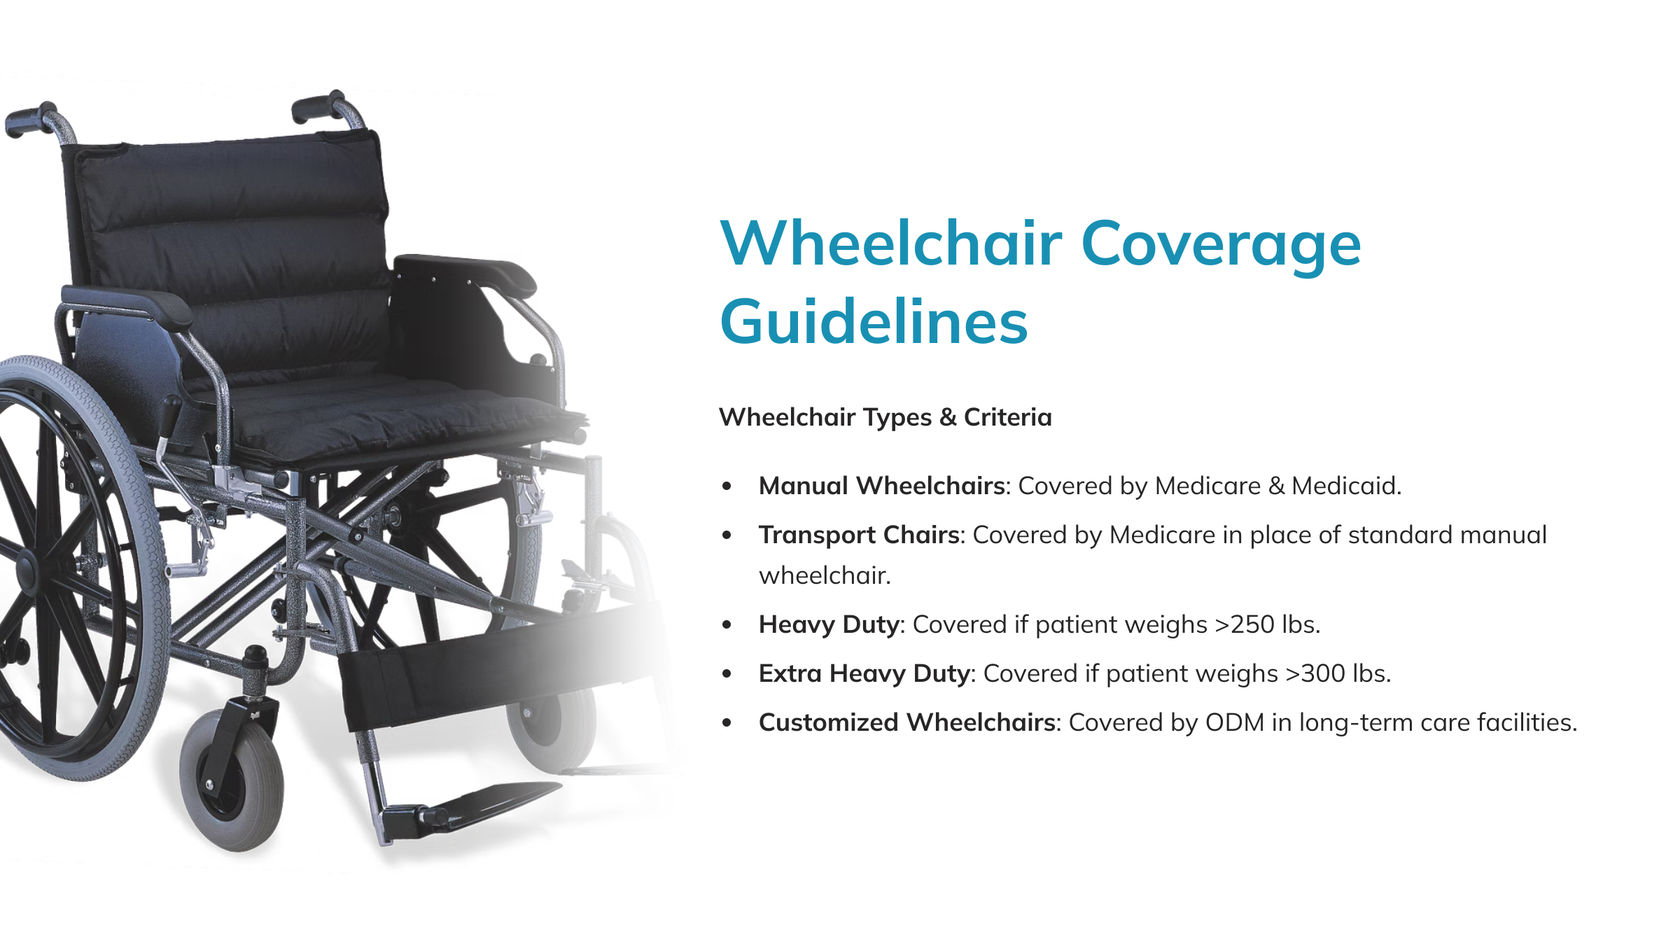 Wheelchair Coverage
Guidelines
Wheelchair Types & Criteria
• Manual Wheelchairs: Covered by Medicare & Medicaid.
• Transport Chairs: Covered by Medicare in place of standard manual
wheelchair.
• Heavy Duty: Covered if patient weighs >250 lbs.
• Extra Heavy Duty: Covered if patient weighs >300 lbs.
• Customized Wheelchairs: Covered by ODM in long-term care facilities.